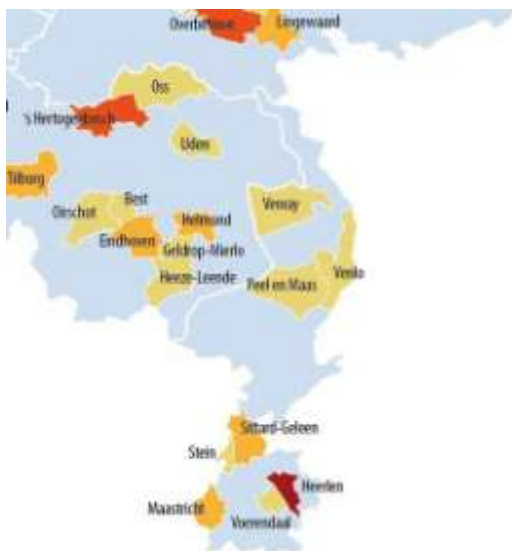 Overbetuwe
Lingewaard
Oss
's Hertogenbosch
Uden
Tilburg
Best
Oirschot
Venray
Helmond
Eindhoven
Geldrop-Mierlo
Heeze-Leende
Peel en Maas
Venlo
Sittard-Geleen
Stein
Heerlen
Maastricht
Voerendaal